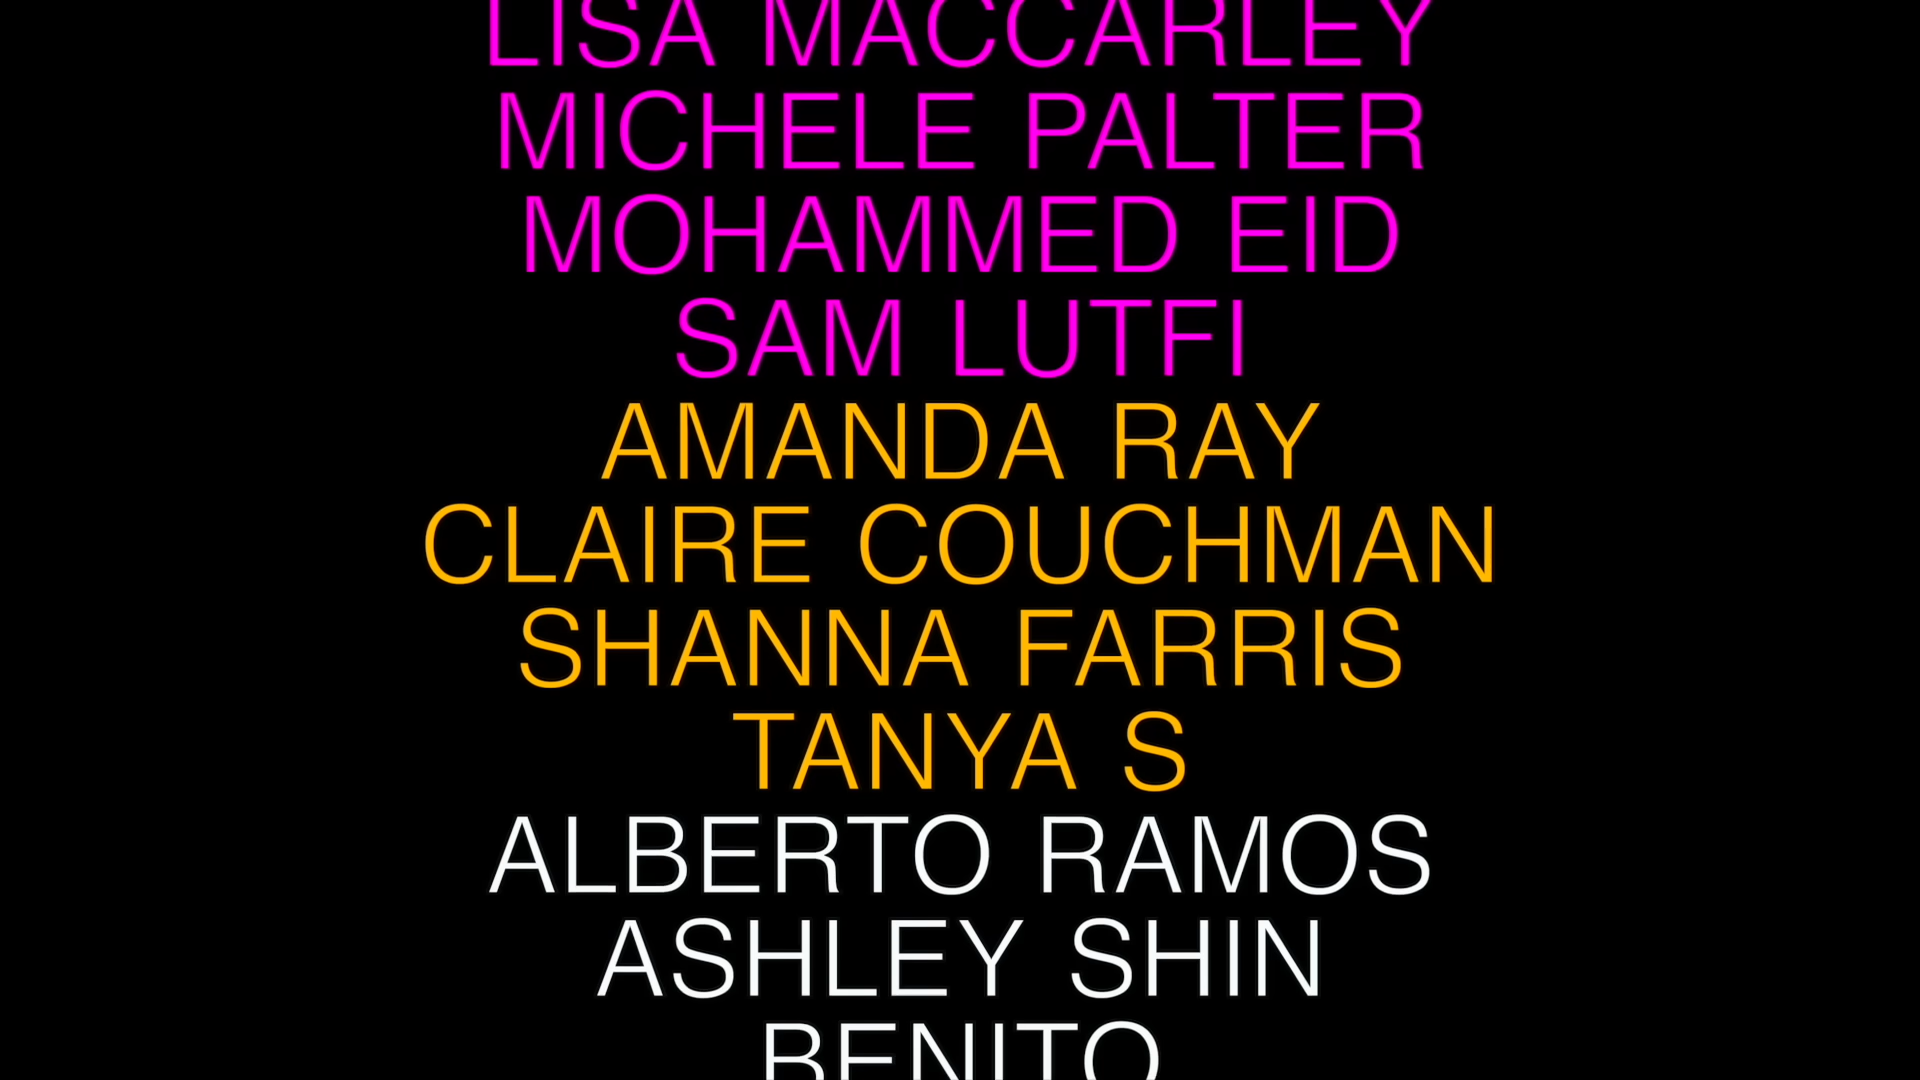 LISA MACCARLEY
MICHELE PALTER
MOHAMMED EID
SAM LUTFI
AMANDA RAY
CLAIRE COUCHMAN
SHANNA FARRIS
TANYA S
ALBERTO RAMOS
ASHLEY SHIN
BENITO